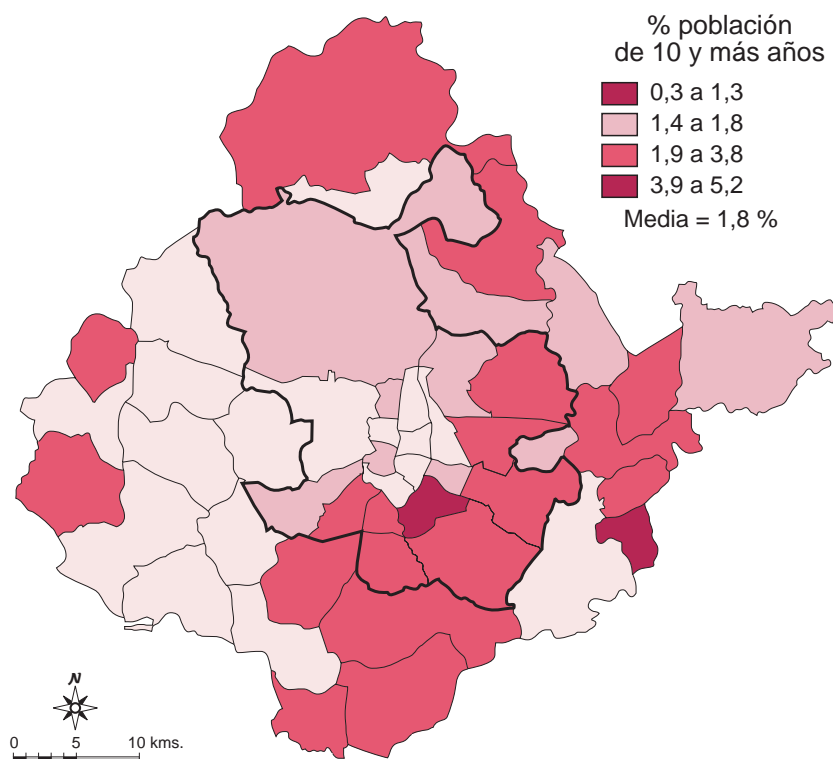 % población
de 10 y más años
0,3 a 1,3
1,4 a 1,8
1,9 a 3,8
3,9 a 5,2
Media = 1,8 %
N
0 5 10 kms.